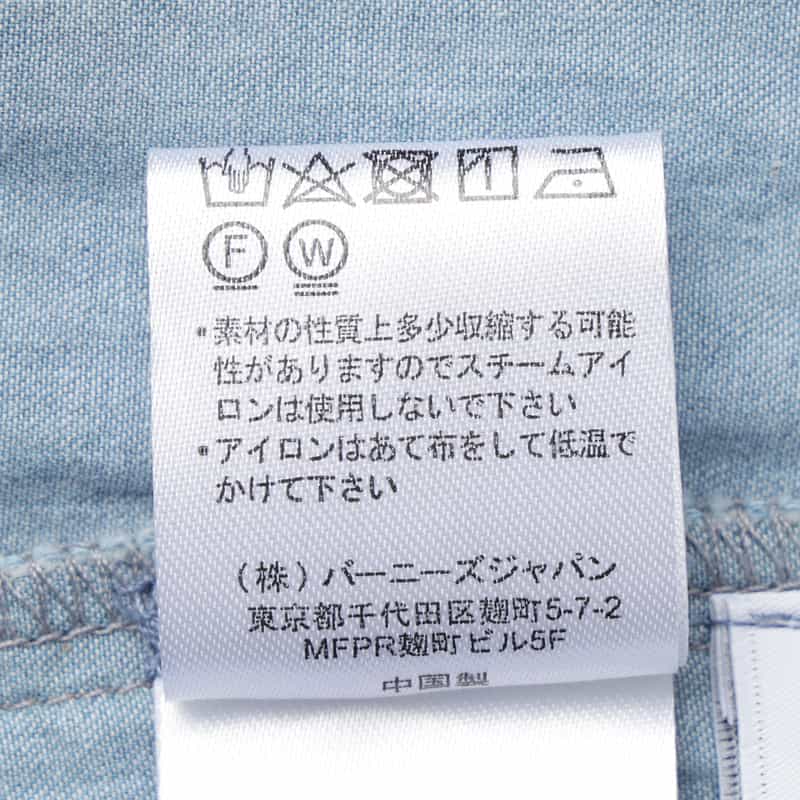 F W
・素材の性質上多少収縮する可能
性がありますのでスチームアイ
ロンは使用しないで下さい
・アイロンはあて布をして低温で
かけて下さい
(株)バーニーズジャパン
東京都千代田区麹町5-7-2
MFPR麹町ビル5F
中国製